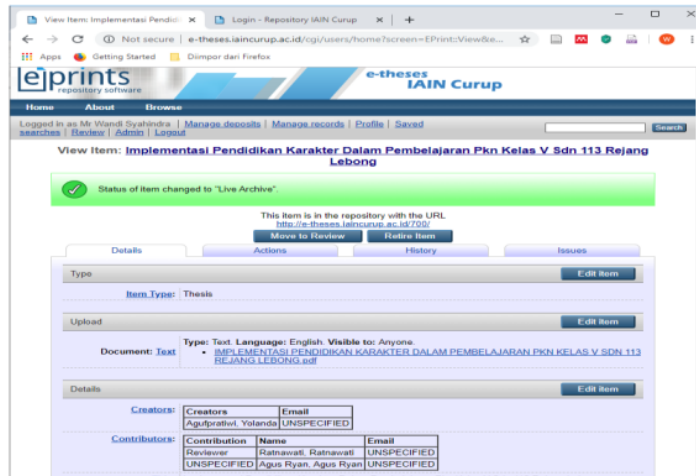 View Item: Implementasi Pendidi
Login - Repository IAIN Curup
Not secure | e-theses.iaincurup.ac.id/cgi/users/home?screen=EPrint::View&e...
Apps Getting Started Diimpor dari Firefox
eprints
repository software
e-theses
IAIN Curup
Home About Browse
Logged in as Mr Wandi Syahindra | Manage deposits | Manage records | Profile | Saved
searches | Review | Admin | Logout
Search
View Item: Implementasi Pendidikan Karakter Dalam Pembelajaran Pkn Kelas V Sdn 113 Rejang
Lebong
Status of item changed to "Live Archive".
This item is in the repository with the URL
http://e-theses.iaincurup.ac.id/700/
Move to Review Retire Item
Details Actions History Issues
Type Edit item
Item Type: Thesis
Upload Edit item
Document: Text Type: Text. Language: English. Visible to: Anyone.
IMPLEMENTASI PENDIDIKAN KARAKTER DALAM PEMBELAJARAN PKN KELAS V SDN 113
REJANG LEBONG.pdf
Details Edit item
Creators: Creators Email
Agufpratiwi, Yolanda UNSPECIFIED
Contributors: Contribution Name Email
Reviewer Ratnawati, Ratnawati UNSPECIFIED
UNSPECIFIED Agus Ryan, Agus Ryan UNSPECIFIED